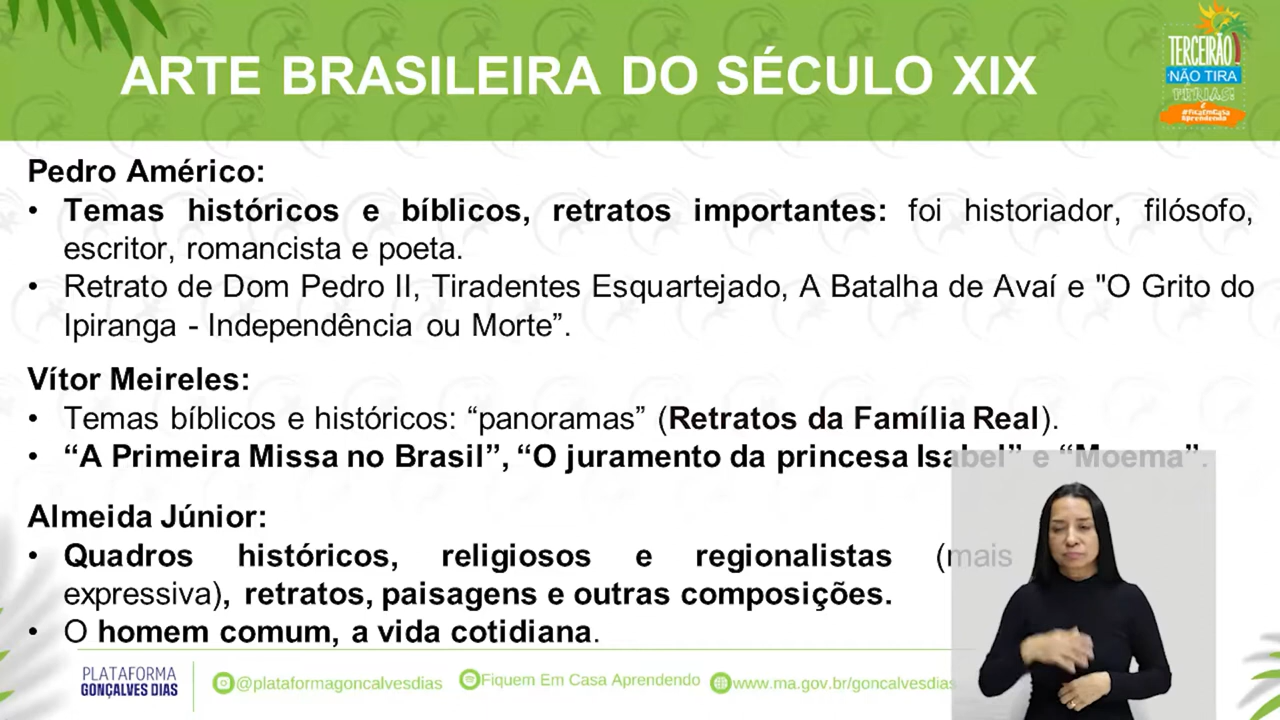 ARTE BRASILEIRA DO SÉCULO XIX
TERCEIRÃO!
NÃO TIRA
FÉRIAS!
é
#FicaEmCasa
Aprendendo
Pedro Américo:
• Temas históricos e bíblicos, retratos importantes: foi historiador, filósofo,
escritor, romancista e poeta.
• Retrato de Dom Pedro II, Tiradentes Esquartejado, A Batalha de Avaí e "O Grito do
Ipiranga - Independência ou Morte”.
Vítor Meireles:
• Temas bíblicos e históricos: “panoramas” (Retratos da Família Real).
• “A Primeira Missa no Brasil”, “O juramento da princesa Isabel” e “Moema”.
Almeida Júnior:
• Quadros históricos, religiosos e regionalistas (mais
expressiva), retratos, paisagens e outras composições.
• O homem comum, a vida cotidiana.
PLATAFORMA
GONÇALVES DIAS
@plataformagoncalvesdias
Fiquem Em Casa Aprendendo
www.ma.gov.br/goncalvesdias